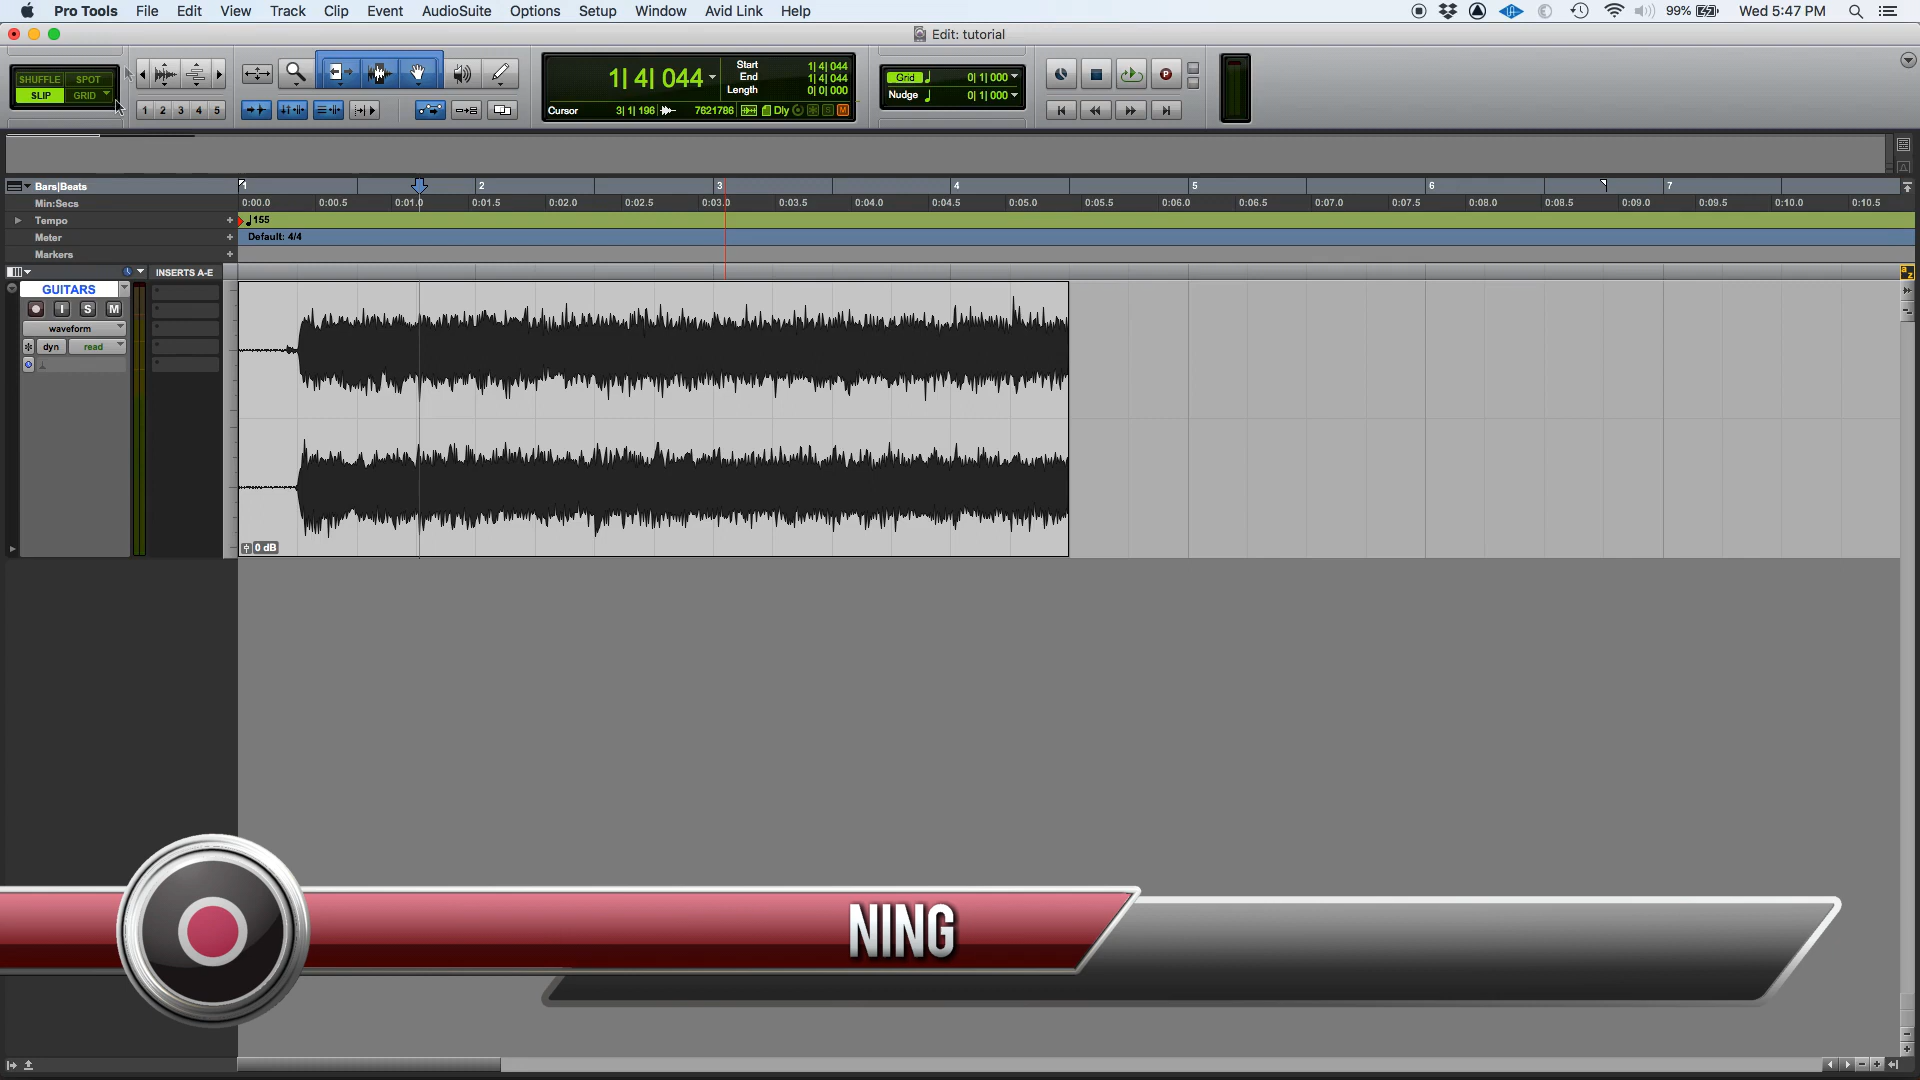 Pro Tools File Edit View Track Clip Event AudioSuite Options Setup Window Avid Link Help 99% Wed 5:47 PM
Edit: tutorial
SHUFFLE SPOT
SLIP GRID
1 2 3 4 5
1| 4| 044
Start 1| 4| 044
End 1| 4| 044
Length 0| 0| 000
Cursor 3| 1| 196 7621786 Dly S M
Grid 0| 1| 000
Nudge 0| 1| 000
Bars|Beats 1 2 3 4 5 6 7
Min:Secs 0:00.0 0:00.5 0:01.0 0:01.5 0:02.0 0:02.5 0:03.0 0:03.5 0:04.0 0:04.5 0:05.0 0:05.5 0:06.0 0:06.5 0:07.0 0:07.5 0:08.0 0:08.5 0:09.0 0:09.5 0:10.0 0:10.5
Tempo + 155
Meter + Default: 4/4
Markers +
INSERTS A-E
a z
GUITARS
I S M
waveform
dyn read
0 dB
NING